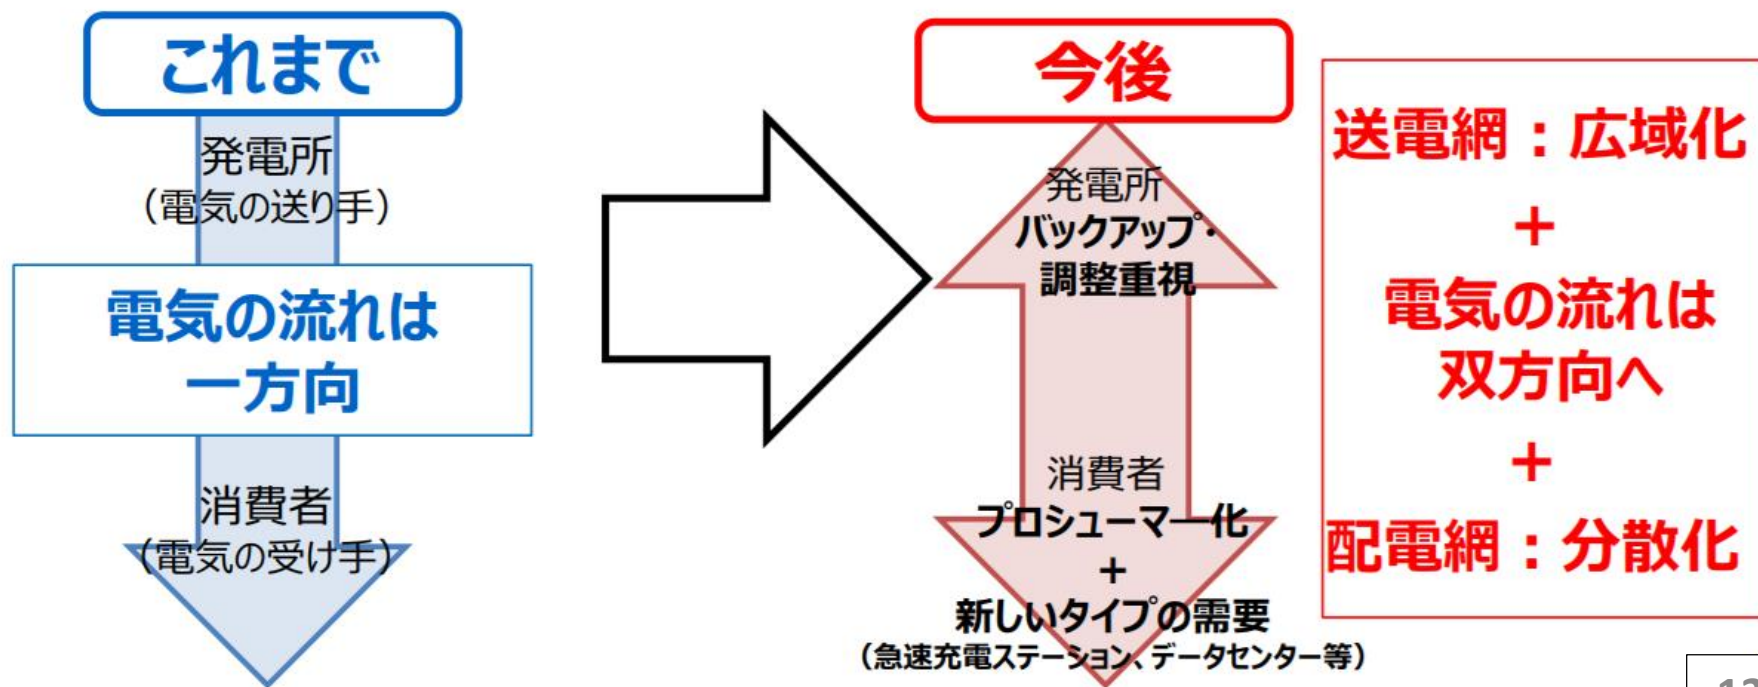 これまで
発電所
（電気の送り手）
電気の流れは
一方向
消費者
（電気の受け手）
今後
発電所
バックアップ・
調整重視
消費者
プロシューマー化
+
新しいタイプの需要
（急速充電ステーション、データセンター等）
送電網：広域化
+
電気の流れは
双方向へ
+
配電網：分散化